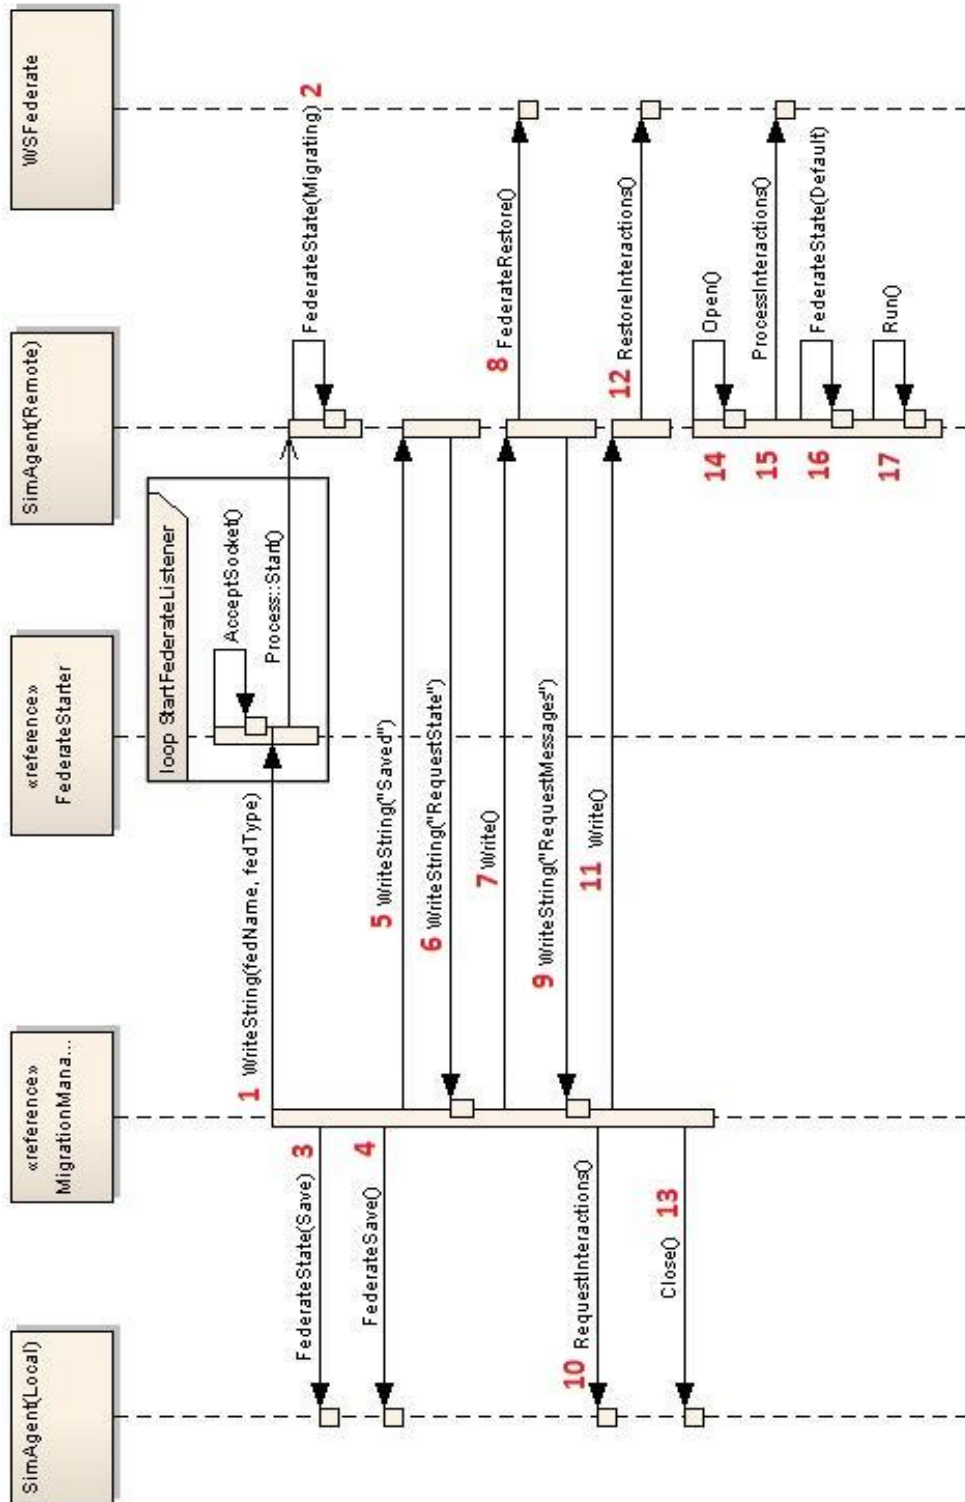 SimAgent(Local)
«reference»
MigrationMana...
«reference»
FederateStarter
SimAgent(Remote)
WSFederate
loop StartFederateListener
AcceptSocket()
1 WriteString(fedName, fedType)
Process::Start()
FederateState(Migrating) 2
FederateState(Save) 3
FederateSave() 4
5 WriteString("Saved")
6 WriteString("RequestState")
7 Write()
8 FederateRestore()
9 WriteString("RequestMessages")
10 RequestInteractions()
11 Write()
12 RestoreInteractions()
Close() 13
14 Open()
15 ProcessInteractions()
16 FederateState(Default)
17 Run()